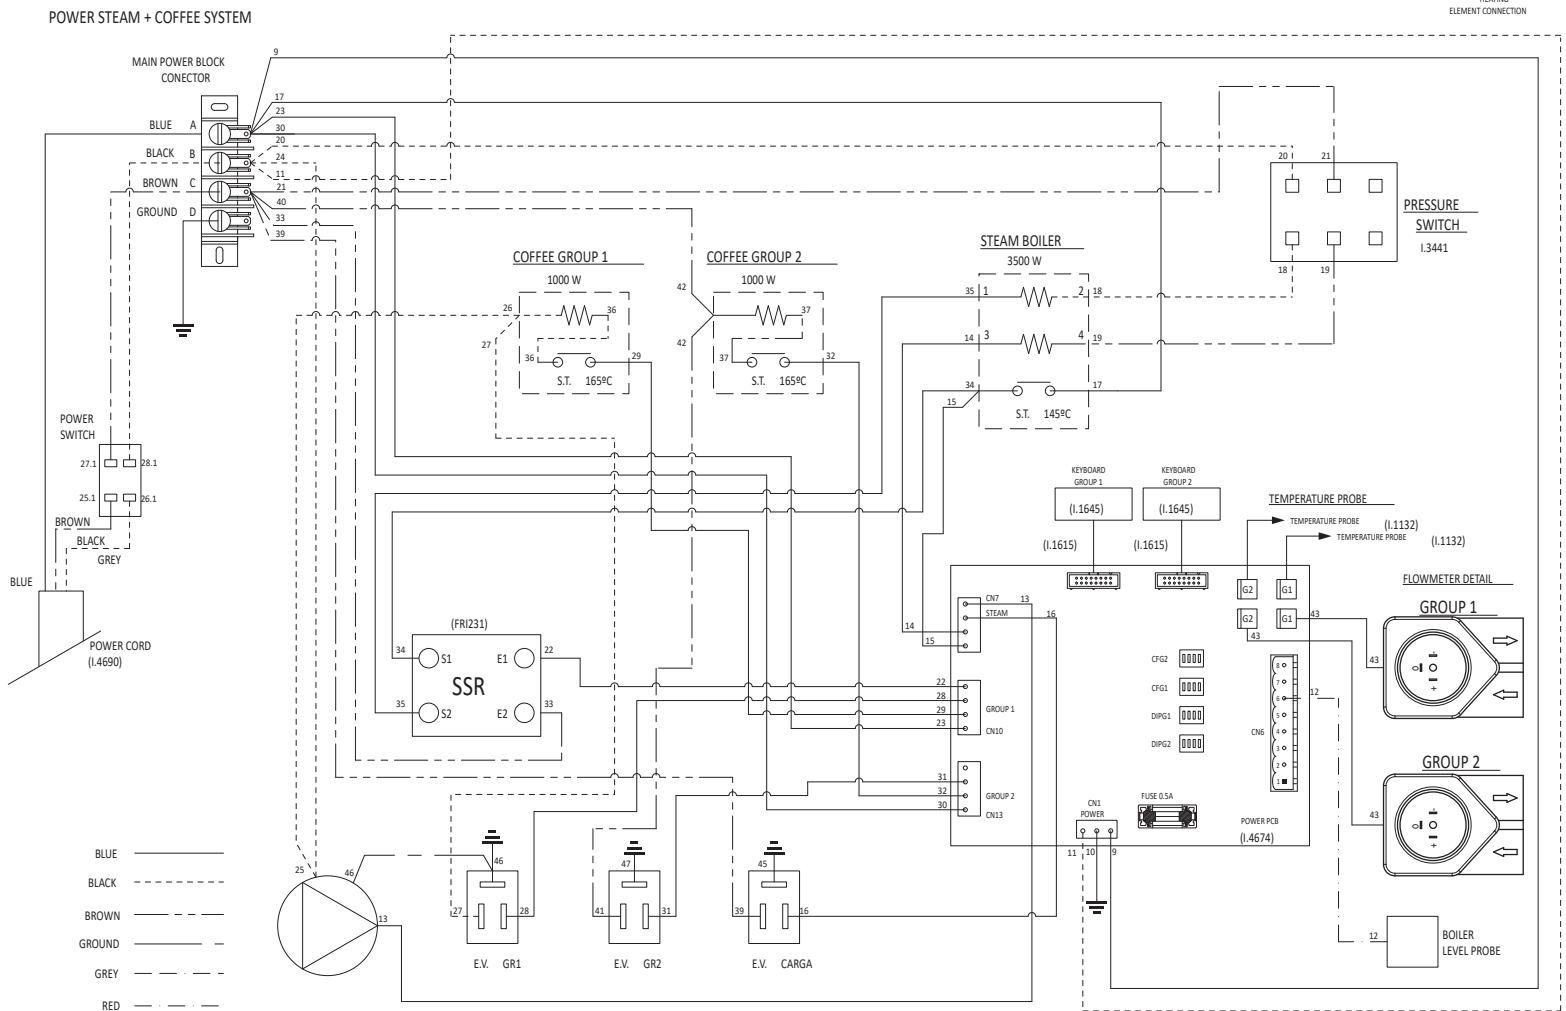 POWER STEAM + COFFEE SYSTEM
ELEMENT CONNECTION
MAIN POWER BLOCK
CONECTOR
BLUE A
BLACK B
BROWN C
GROUND D
9
17
23
30
20
24
11
21
40
33
39
20
21
PRESSURE
SWITCH
I.3441
18
19
COFFEE GROUP 1
1000 W
26
27
36
36
29
S.T. 165ºC
COFFEE GROUP 2
1000 W
42
42
37
37
32
S.T. 165ºC
STEAM BOILER
3500 W
35 1
2 18
14 3
4 19
34
17
15
S.T. 145ºC
POWER
SWITCH
27.1
28.1
25.1
26.1
BROWN
BLACK
GREY
BLUE
POWER CORD
(I.4690)
KEYBOARD
GROUP 1
(I.1645)
(I.1615)
KEYBOARD
GROUP 2
(I.1645)
(I.1615)
TEMPERATURE PROBE
TEMPERATURE PROBE
(I.1132)
TEMPERATURE PROBE
(I.1132)
FLOWMETER DETAIL
GROUP 1
43
GROUP 2
43
G2
G1
G2
G1
43
43
(FRI231)
34
S1
E1
22
SSR
35
S2
E2
33
CN7
13
STEAM
16
14
15
22
28
29
23
GROUP 1
CN10
31
32
30
GROUP 2
CN13
CFG2
CFG1
DIPG1
DIPG2
8
7
6
5
4
3
2
1
12
CN6
CN1
POWER
FUSE 0.5A
POWER PCB
(I.4674)
11
10
9
BLUE
BLACK
BROWN
GROUND
GREY
RED
25
46
13
46
27
28
E.V. GR1
47
41
31
E.V. GR2
45
39
16
E.V. CARGA
12
BOILER
LEVEL PROBE